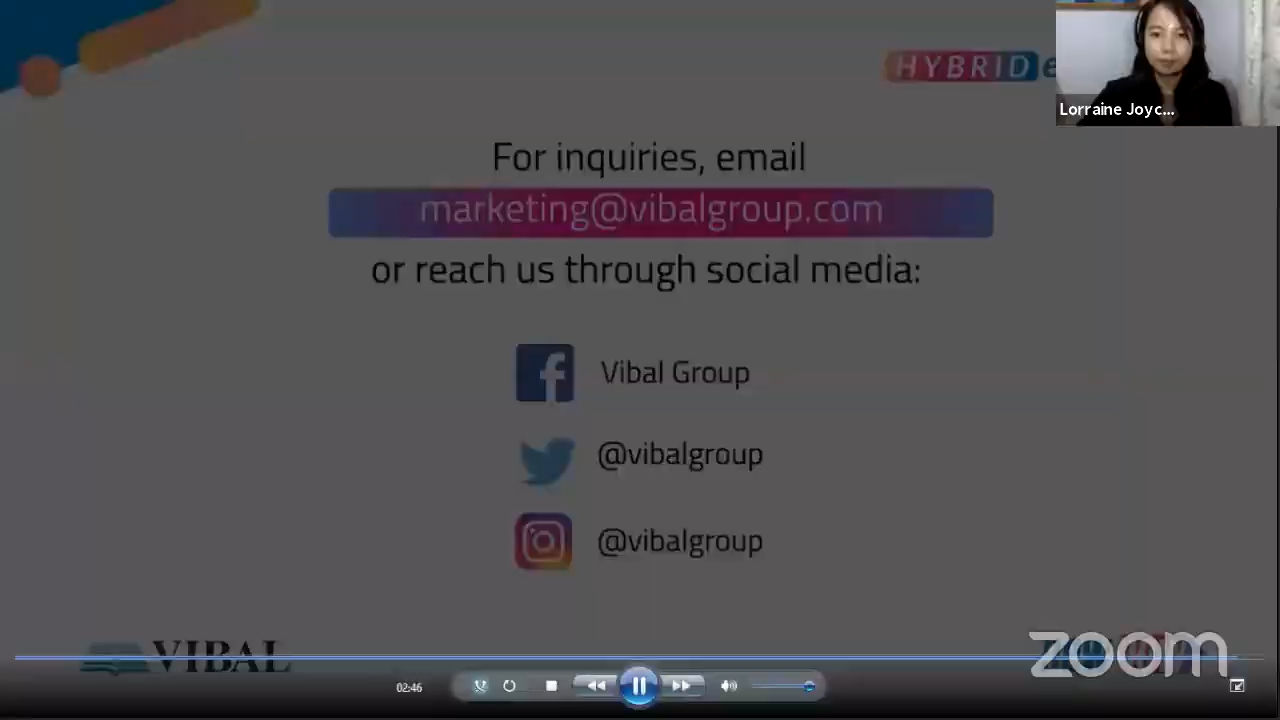 HYBRID
Lorraine Joyc...
For inquiries, email
marketing@vibalgroup.com
or reach us through social media:
Vibal Group
@vibalgroup
@vibalgroup
VIBAL
zoom
02:46